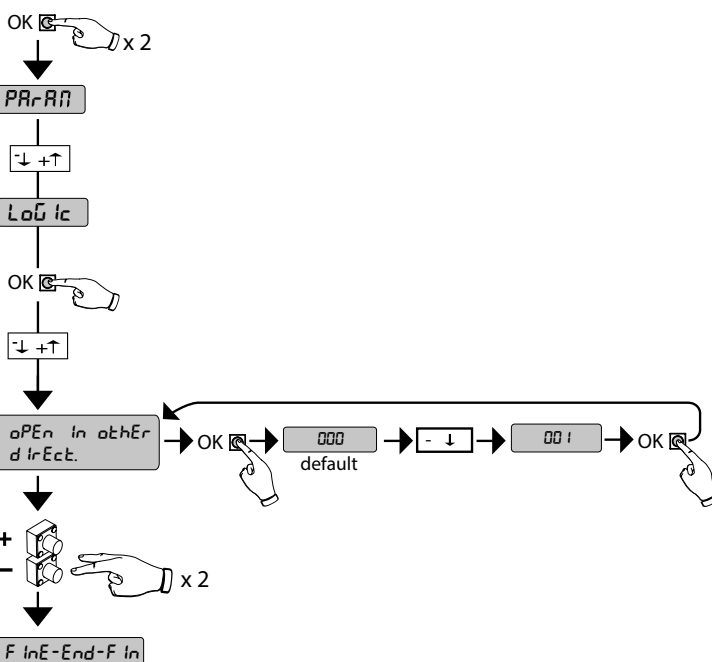 OK x 2
PArAM
- ↓ + ↑
LoGIc
OK
- ↓ + ↑
oPEn In othEr
dIrEct.
OK
000
default
- ↓
001
OK
+
−
x 2
FInE-End-FIn